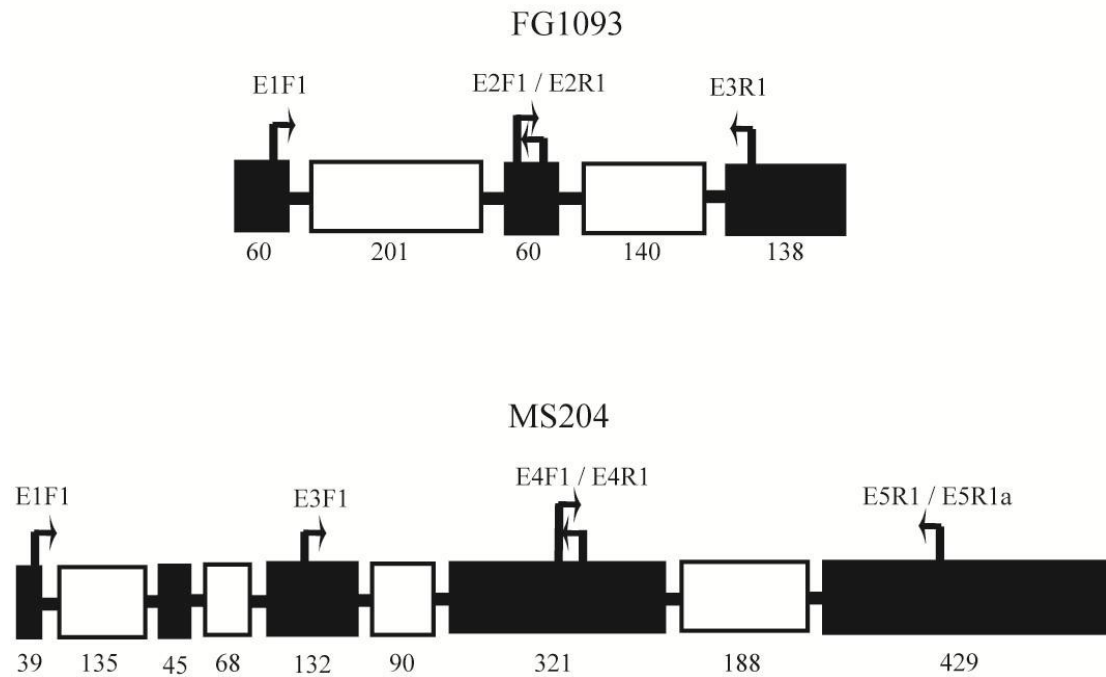 FG1093
E1F1 E2F1 / E2R1 E3R1
60 201 60 140 138
MS204
E1F1 E3F1 E4F1 / E4R1 E5R1 / E5R1a
39 135 45 68 132 90 321 188 429